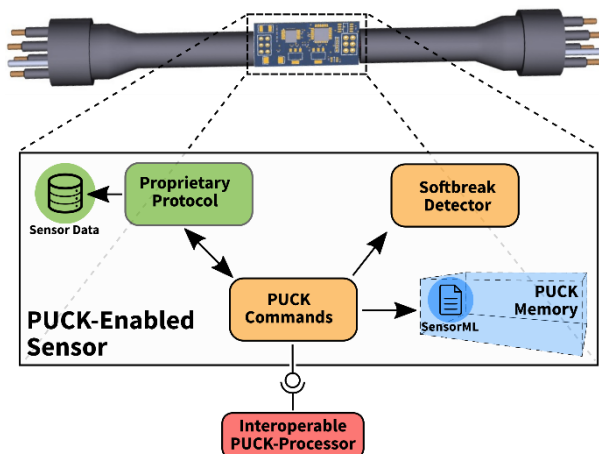 Proprietary
Protocol
Softbreak
Detector
Sensor Data
PUCK
Commands
PUCK
Memory
SensorML
PUCK-Enabled
Sensor
Interoperable
PUCK-Processor